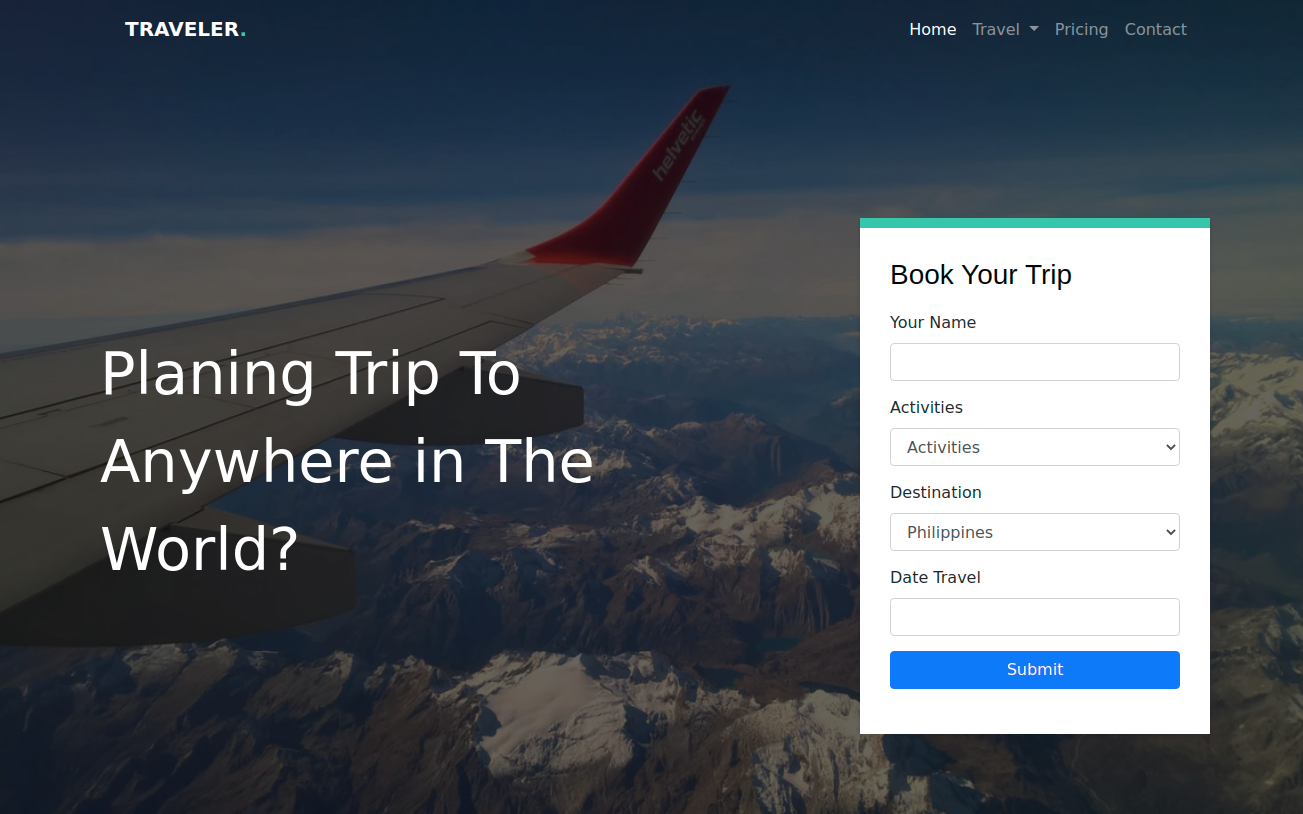 TRAVELER.
Home Travel Pricing Contact
helvetic
Planing Trip To
Anywhere in The
World?
Book Your Trip
Your Name
Activities
Activities
Destination
Philippines
Date Travel
Submit